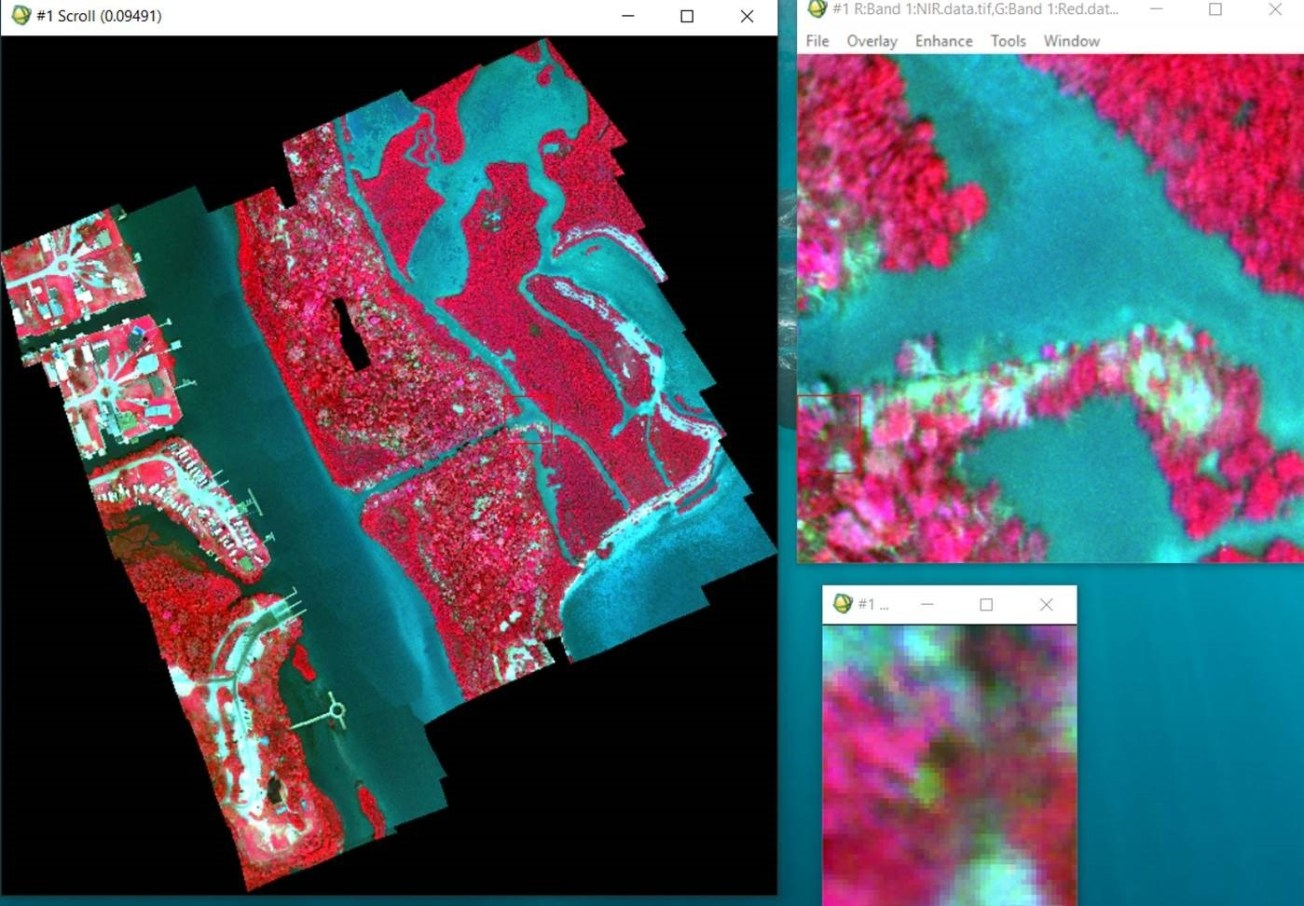 #1 Scroll (0.09491)
#1 R:Band 1:NIR.data.tif,G:Band 1:Red.dat...
File Overlay Enhance Tools Window
#1 ...